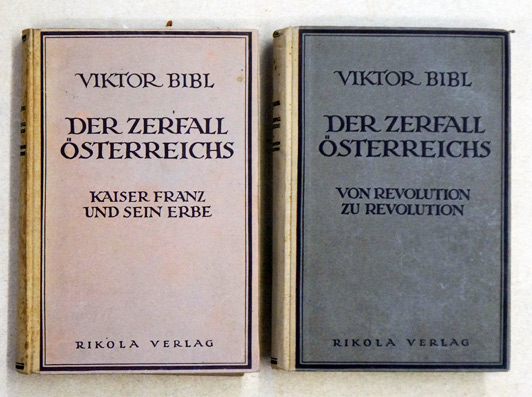 VIKTOR BIBL
DER ZERFALL
ÖSTERREICHS
KAISER FRANZ
UND SEIN ERBE
RIKOLA VERLAG
VIKTOR BIBL
DER ZERFALL
ÖSTERREICHS
VON REVOLUTION
ZU REVOLUTION
RIKOLA VERLAG